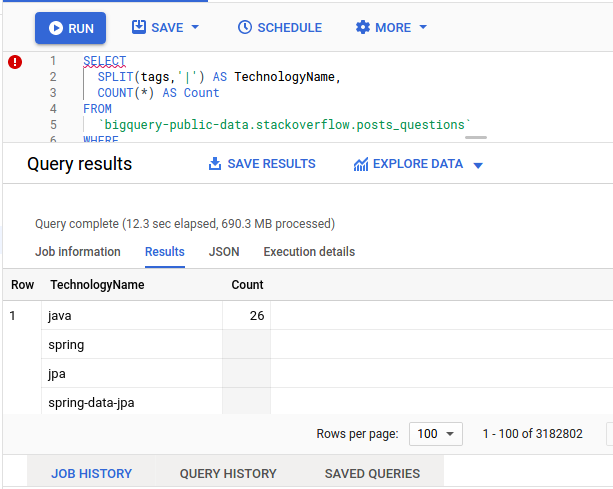 RUN SAVE SCHEDULE MORE
1 SELECT
2 SPLIT(tags,'|') AS TechnologyName,
3 COUNT(*) AS Count
4 FROM
5 `bigquery-public-data.stackoverflow.posts_questions`
6 WHERE
Query results SAVE RESULTS EXPLORE DATA
Query complete (12.3 sec elapsed, 690.3 MB processed)
Job information Results JSON Execution details
Row TechnologyName Count
1 java 26
spring
jpa
spring-data-jpa
Rows per page: 100 1 - 100 of 3182802
JOB HISTORY QUERY HISTORY SAVED QUERIES